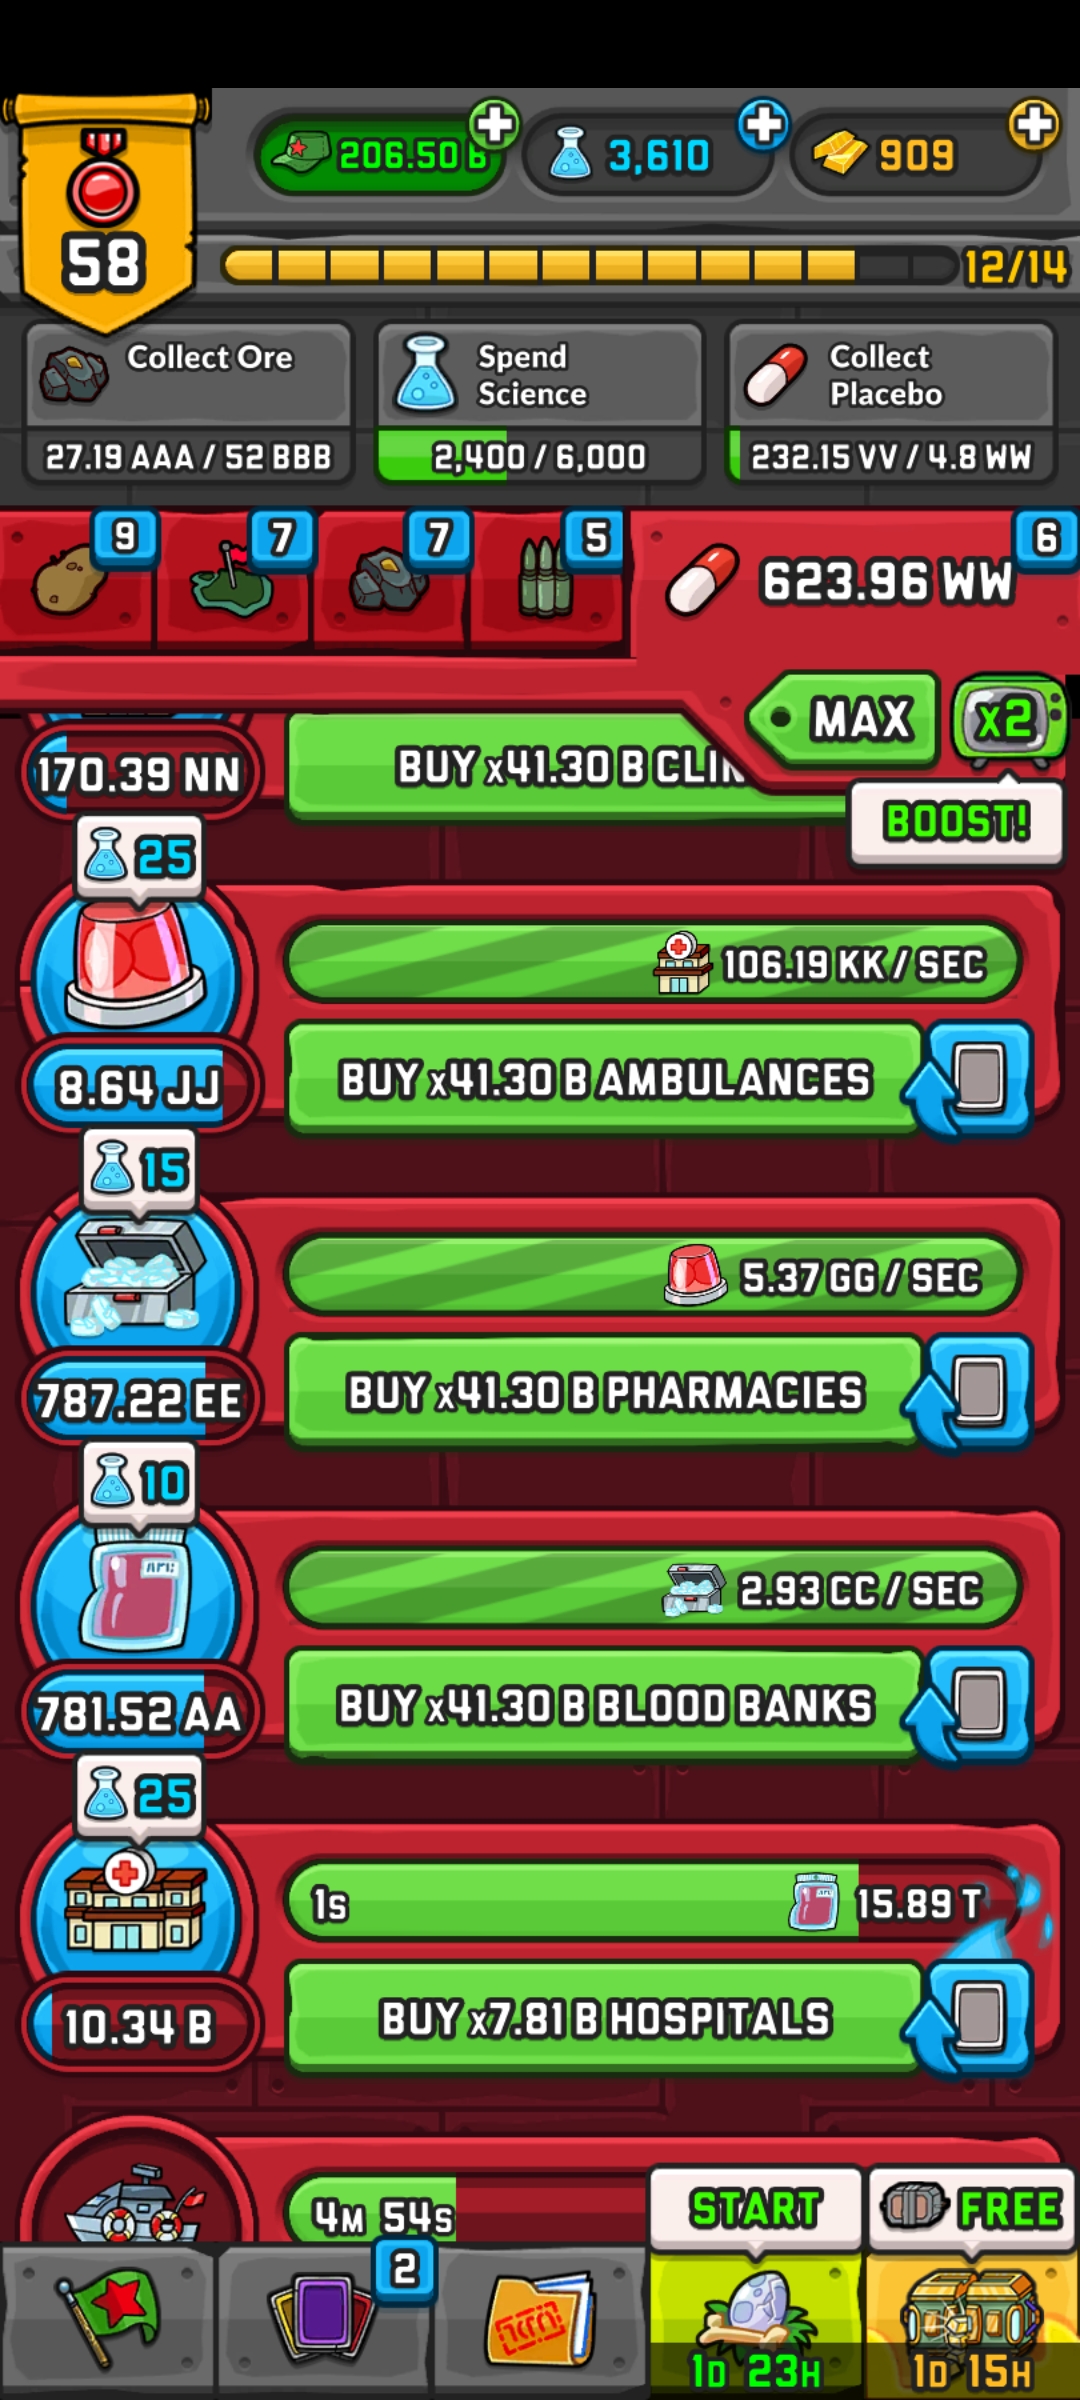 58
206.50 B
3,610
909
12/14
Collect Ore
27.19 AAA / 52 BBB
Spend
Science
2,400 / 6,000
Collect
Placebo
232.15 VV / 4.8 WW
9
7
7
5
6
623.96 WW
MAX
x2
BOOST!
170.39 NN
BUY x41.30 B CLIN
25
106.19 KK / SEC
8.64 JJ
BUY x41.30 B AMBULANCES
15
5.37 GG / SEC
787.22 EE
BUY x41.30 B PHARMACIES
10
2.93 CC / SEC
781.52 AA
BUY x41.30 B BLOOD BANKS
25
1s
15.89 T
10.34 B
BUY x7.81 B HOSPITALS
4M 54s
START
FREE
2
1D 23H
1D 15H